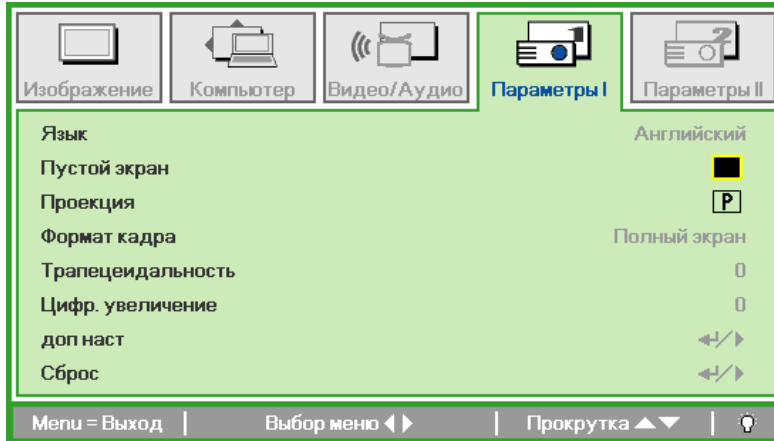 Изображение Компьютер Видео/Аудио Параметры I Параметры II
Язык Английский
Пустой экран
Проекция P
Формат кадра Полный экран
Трапецеидальность 0
Цифр. увеличение 0
доп наст
Сброс
Menu = Выход Выбор меню Прокрутка